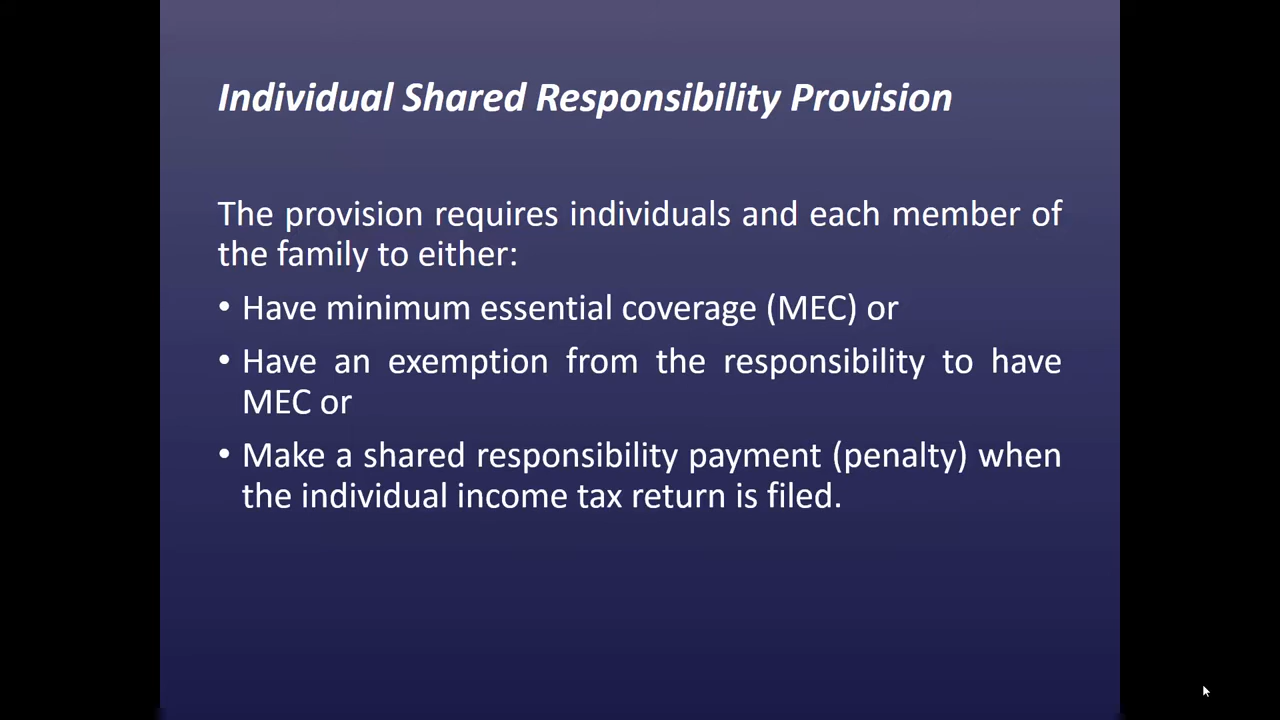 Individual Shared Responsibility Provision
The provision requires individuals and each member of
the family to either:
• Have minimum essential coverage (MEC) or
• Have an exemption from the responsibility to have
MEC or
• Make a shared responsibility payment (penalty) when
the individual income tax return is filed.